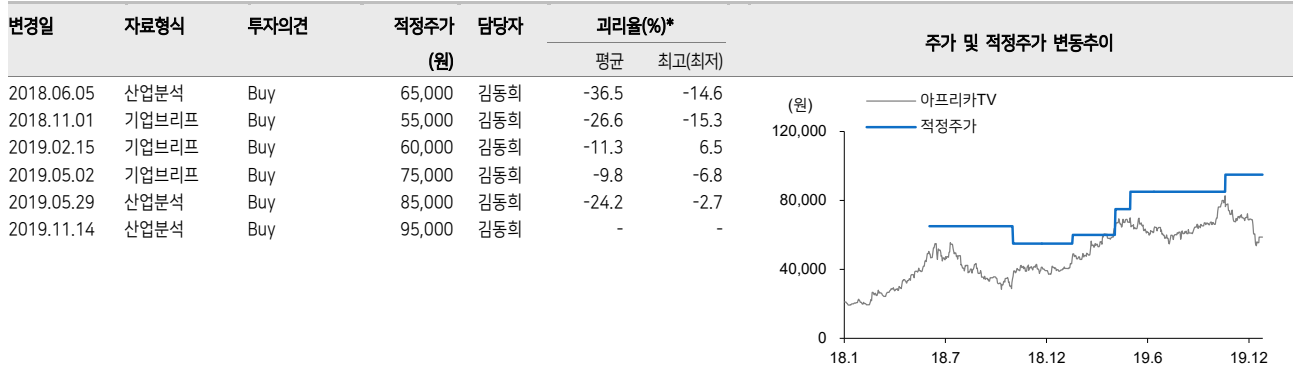 변경일 자료형식 투자의견 적정주가 담당자 괴리율(%)*
(원) 평균 최고(최저)
2018.06.05 산업분석 Buy 65,000 김동희 -36.5 -14.6
2018.11.01 기업브리프 Buy 55,000 김동희 -26.6 -15.3
2019.02.15 기업브리프 Buy 60,000 김동희 -11.3 6.5
2019.05.02 기업브리프 Buy 75,000 김동희 -9.8 -6.8
2019.05.29 산업분석 Buy 85,000 김동희 -24.2 -2.7
2019.11.14 산업분석 Buy 95,000 김동희 - -
주가 및 적정주가 변동추이
(원)
아프리카TV
적정주가
120,000
80,000
40,000
0
18.1 18.7 18.12 19.6 19.12